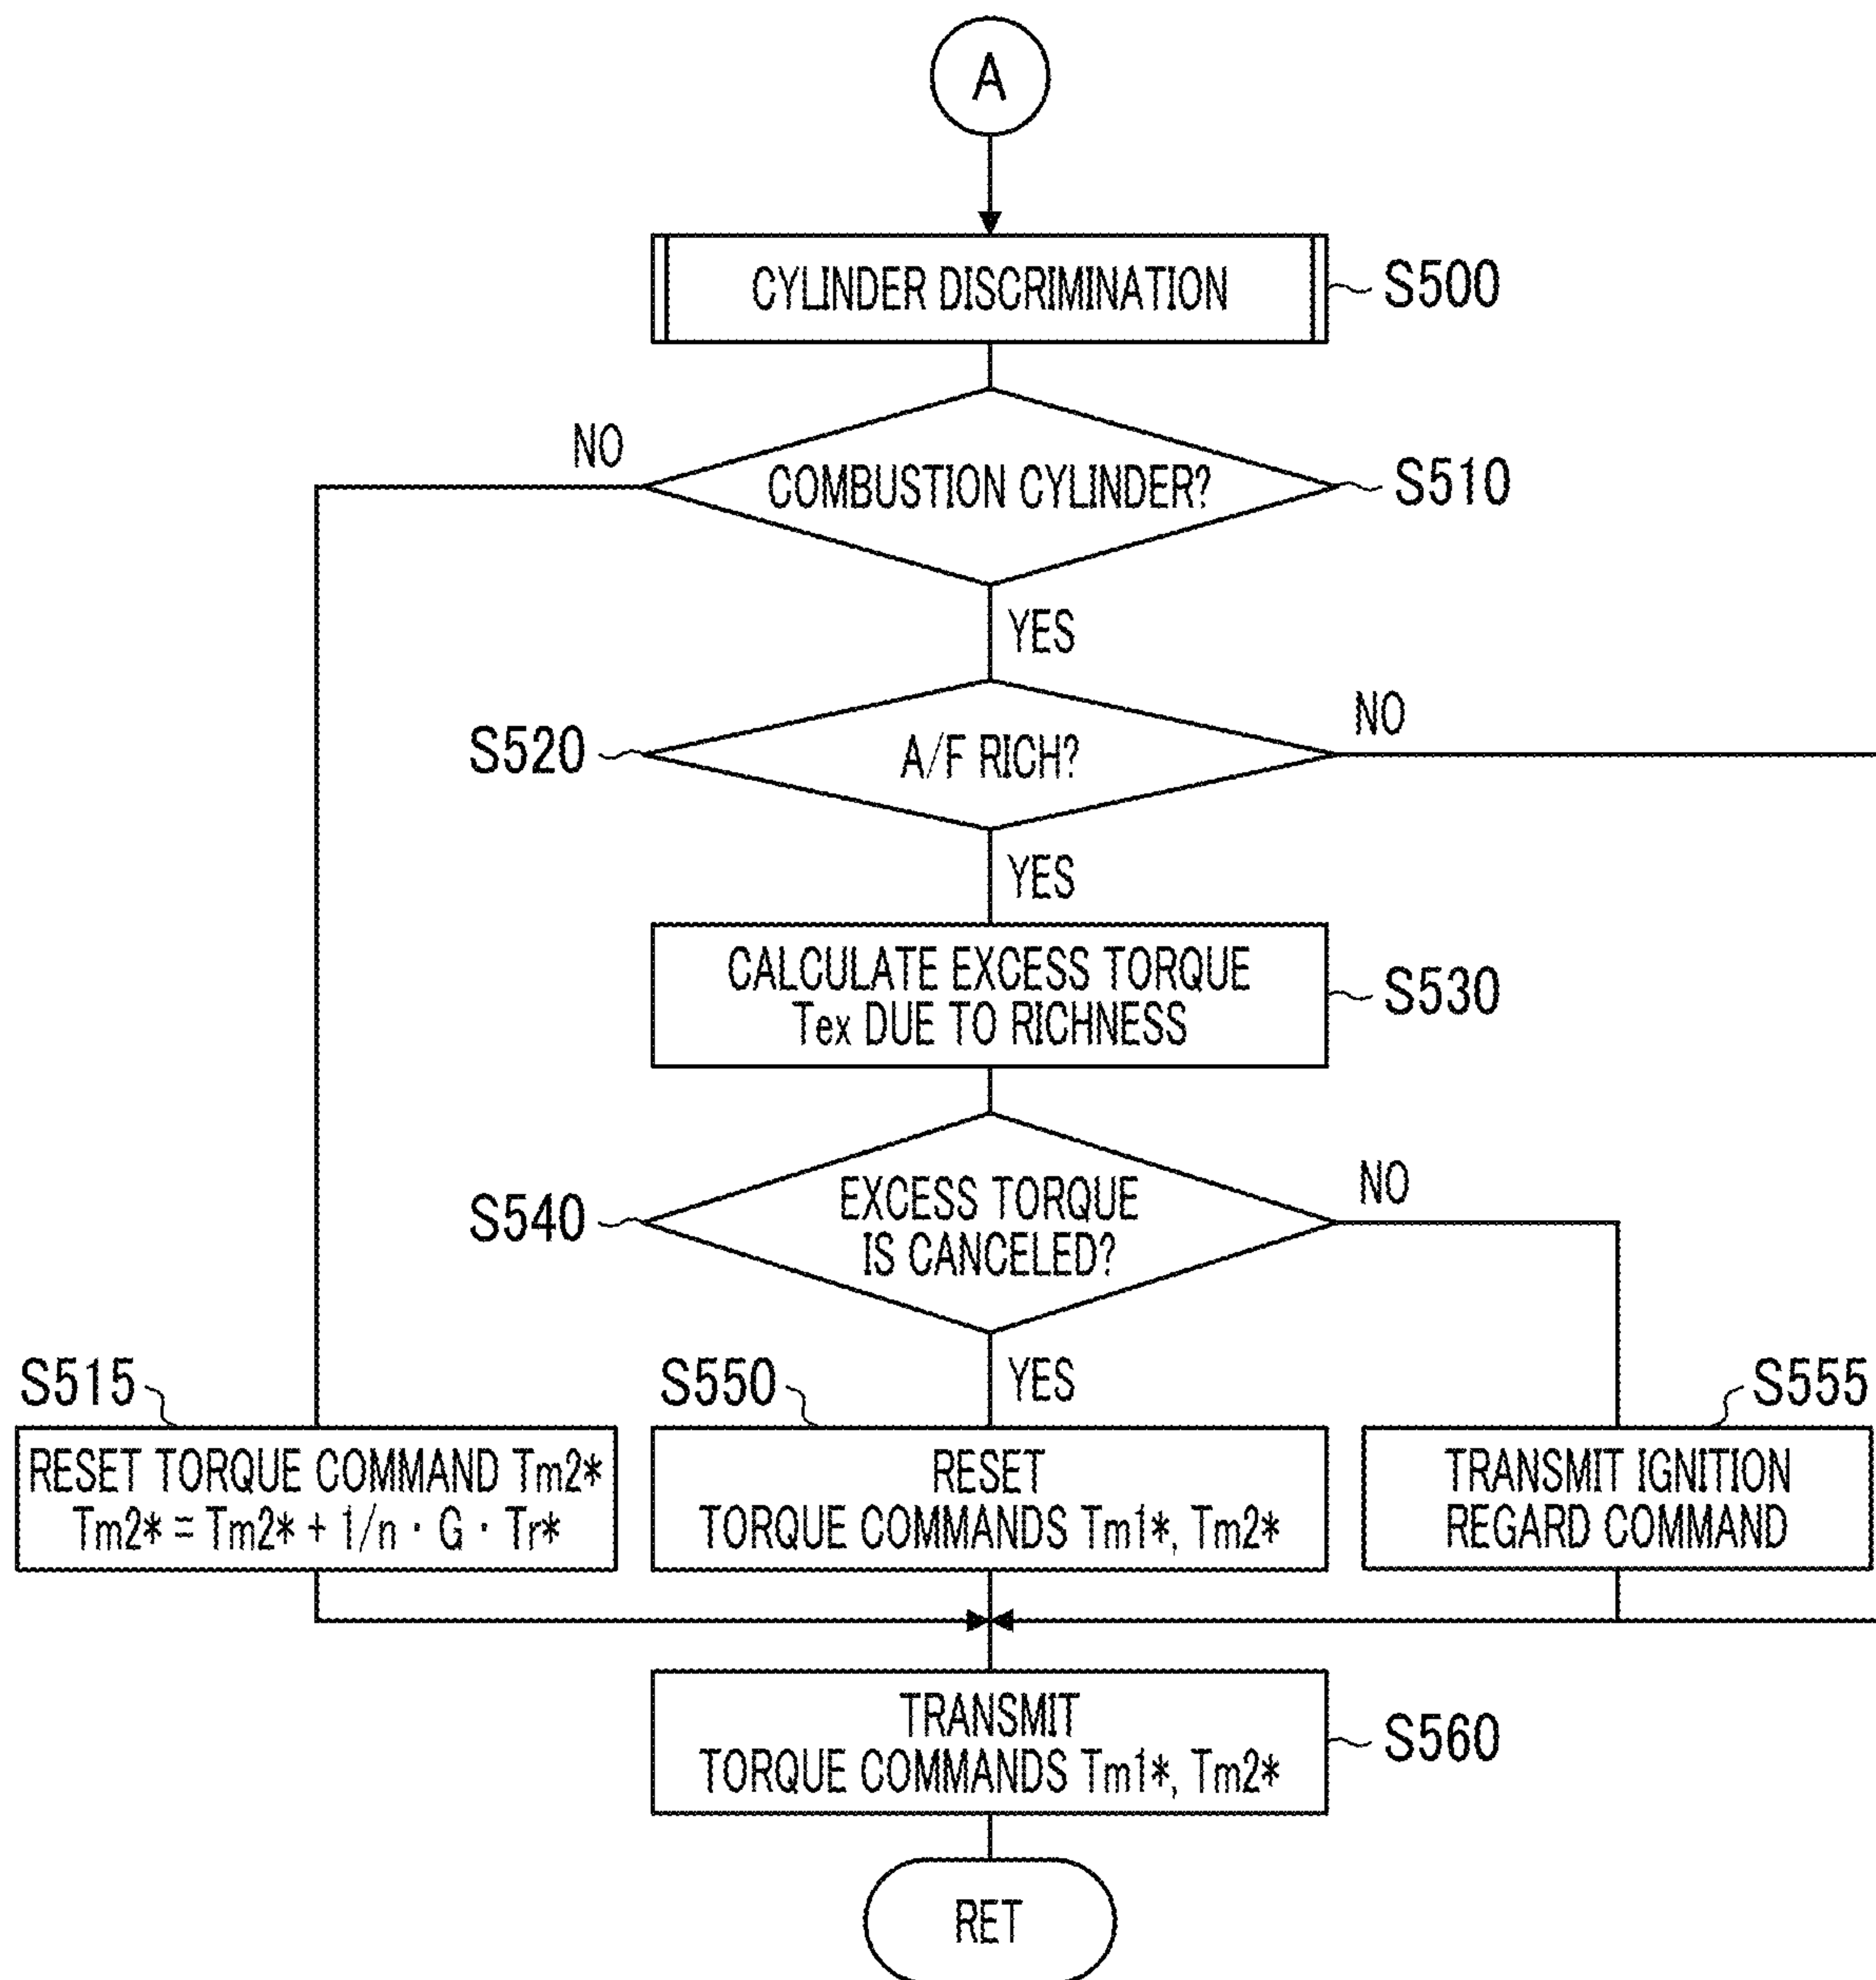 A
CYLINDER DISCRIMINATION
S500
NO
COMBUSTION CYLINDER?
S510
YES
S520
A/F RICH?
NO
YES
CALCULATE EXCESS TORQUE
Tex DUE TO RICHNESS
S530
S540
EXCESS TORQUE
IS CANCELED?
NO
YES
S515
RESET TORQUE COMMAND Tm2*
Tm2* = Tm2* + 1/n · G · Tr*
S550
RESET
TORQUE COMMANDS Tm1*, Tm2*
S555
TRANSMIT IGNITION
REGARD COMMAND
TRANSMIT
TORQUE COMMANDS Tm1*, Tm2*
S560
RET